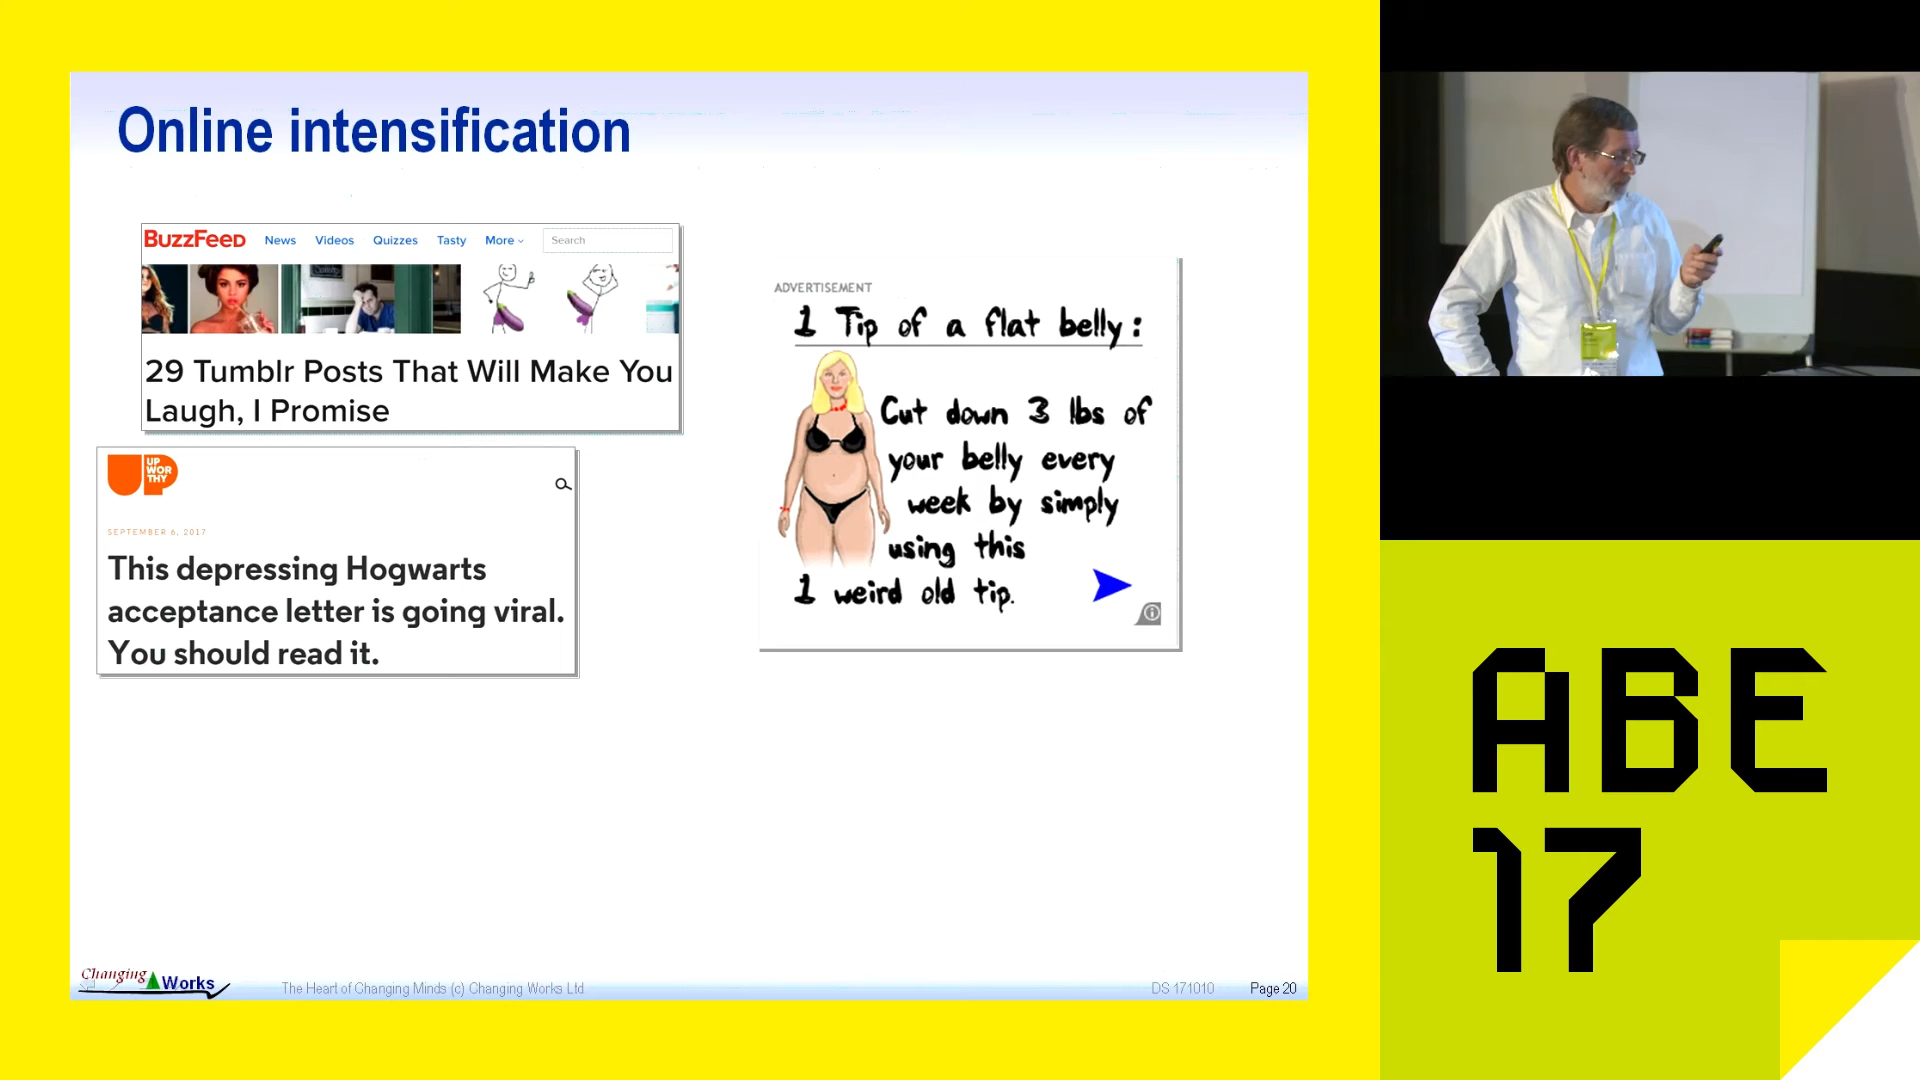 Online intensification
BuzzFeed News Videos Quizzes Tasty More Search
29 Tumblr Posts That Will Make You
Laugh, I Promise
UP
WOR
THY
SEPTEMBER 6, 2017
This depressing Hogwarts
acceptance letter is going viral.
You should read it.
ADVERTISEMENT
1 Tip of a flat belly:
Cut down 3 lbs of
your belly every
week by simply
using this
1 weird old tip.
Changing Works
The Heart of Changing Minds (c) Changing Works Ltd
DS 171010
Page 20
ABE
17